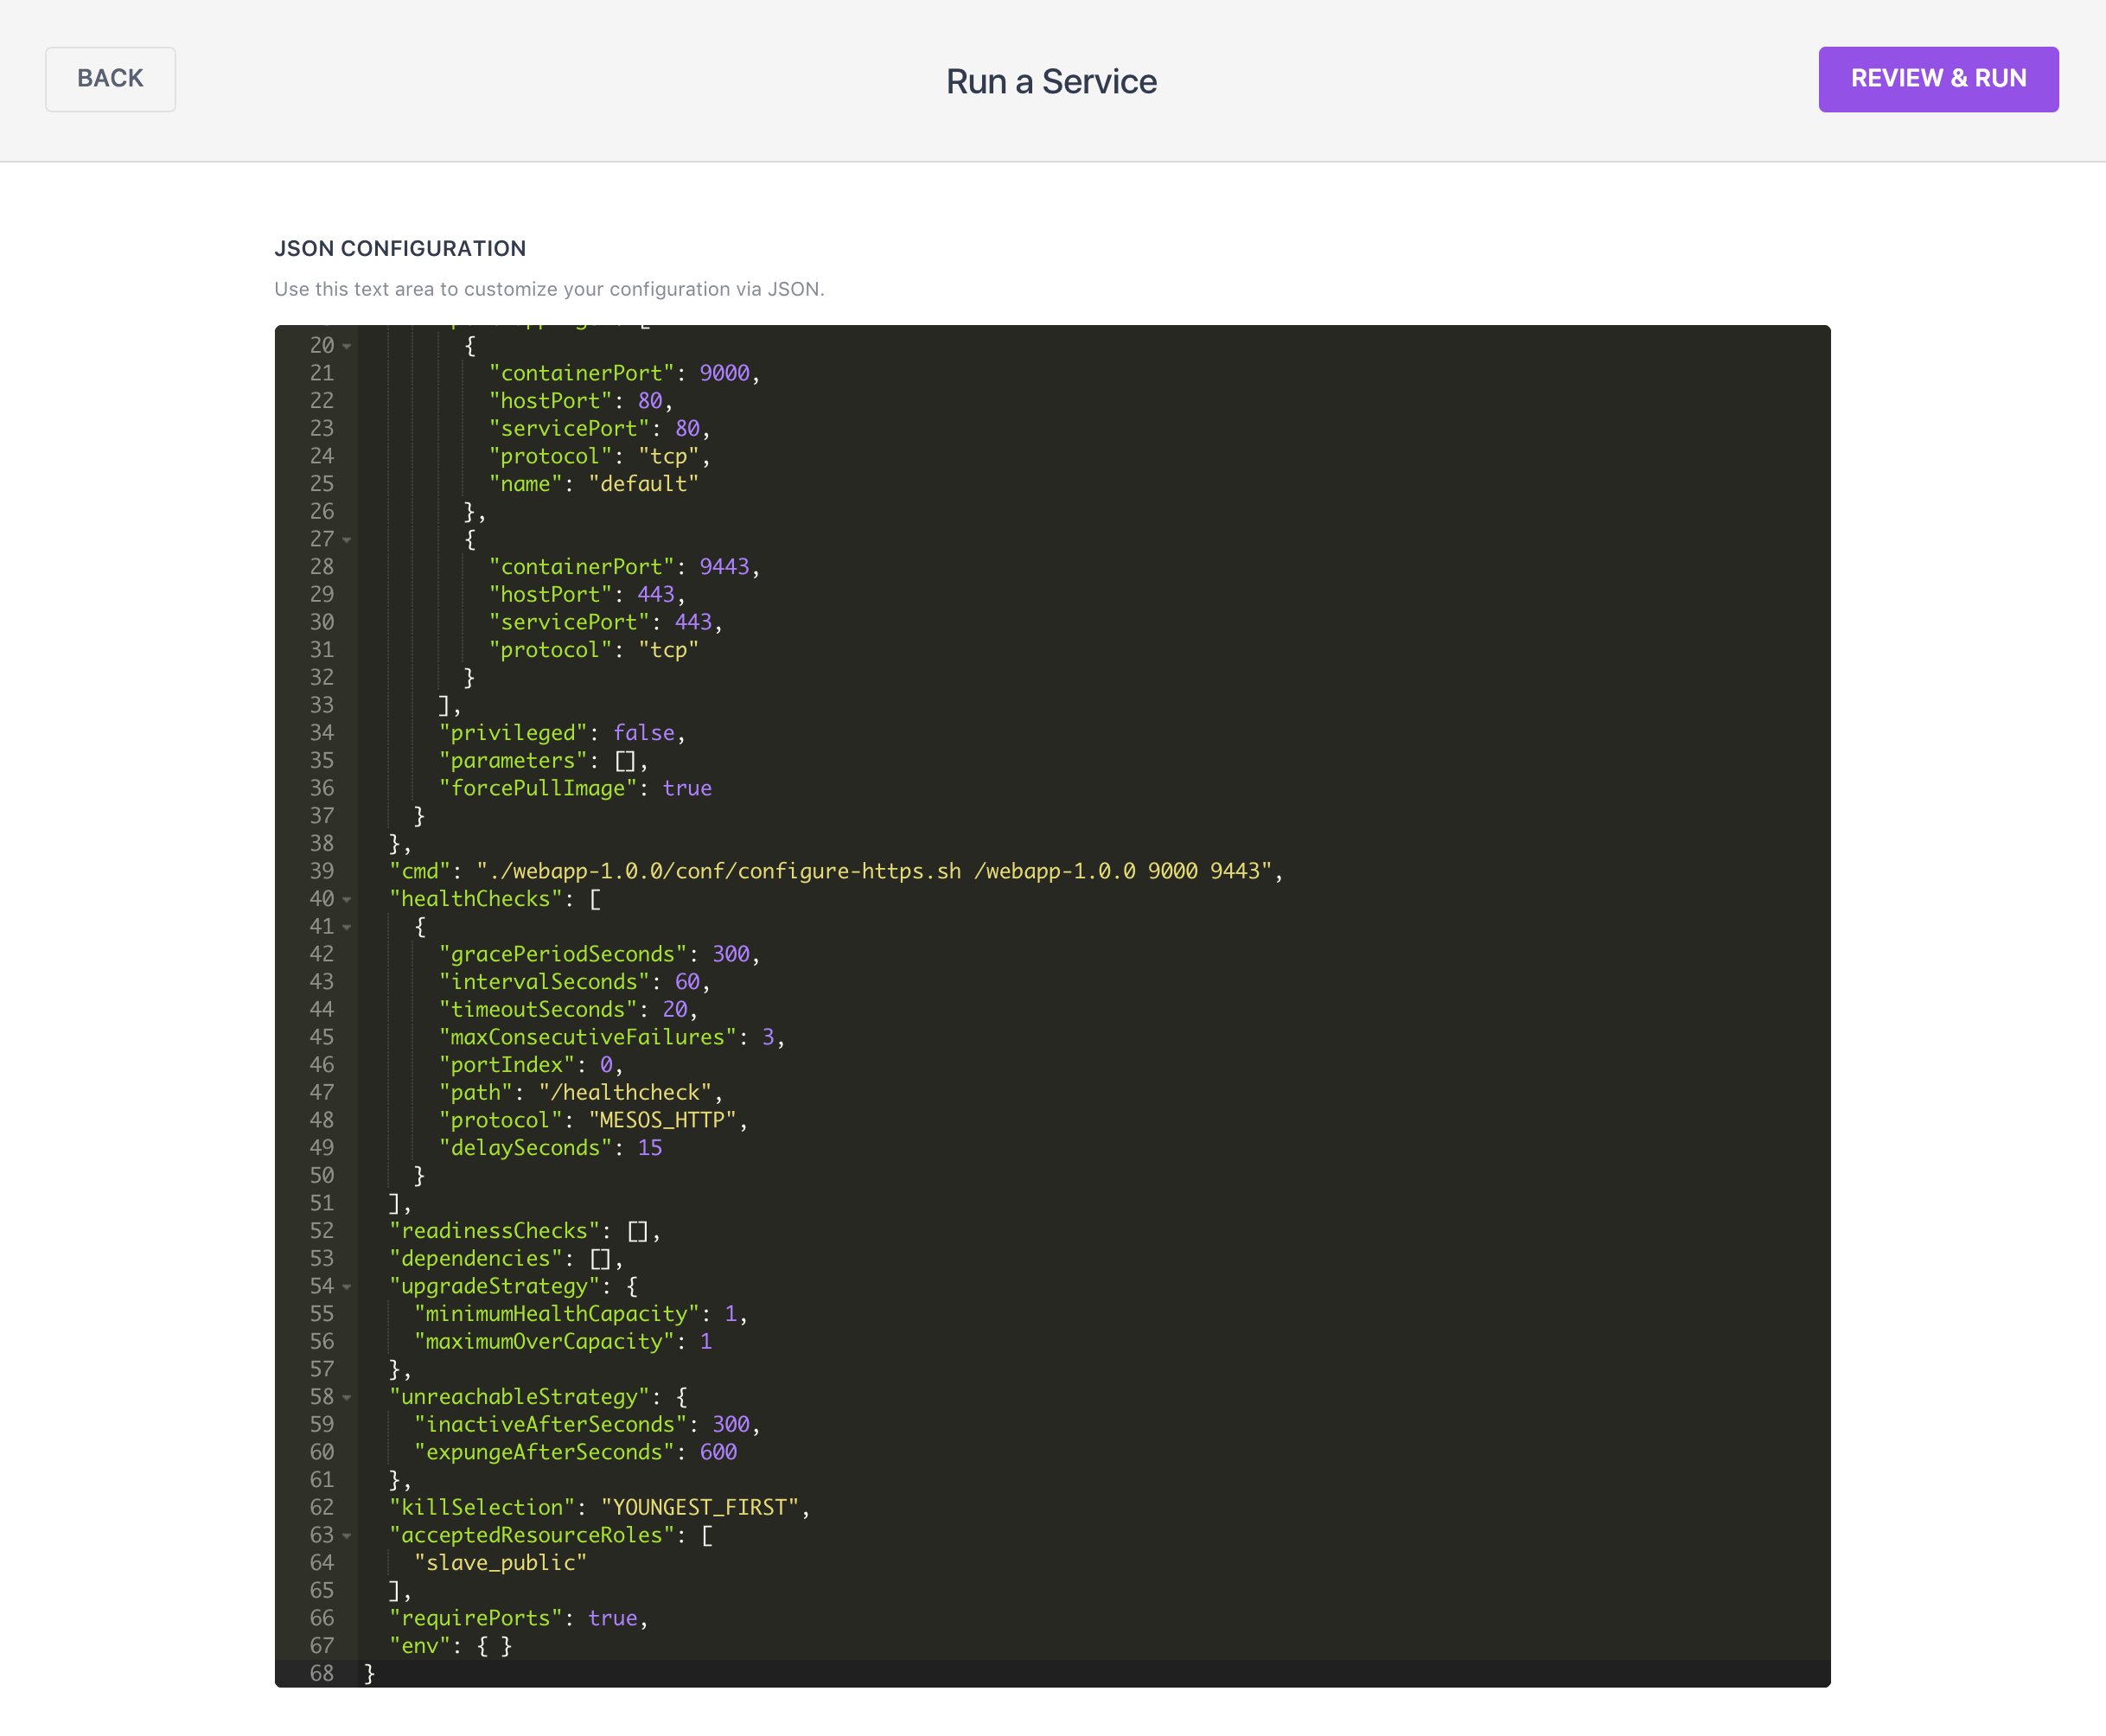 BACK
Run a Service
REVIEW & RUN
JSON CONFIGURATION
Use this text area to customize your configuration via JSON.
20 {
21 "containerPort": 9000,
22 "hostPort": 80,
23 "servicePort": 80,
24 "protocol": "tcp",
25 "name": "default"
26 },
27 {
28 "containerPort": 9443,
29 "hostPort": 443,
30 "servicePort": 443,
31 "protocol": "tcp"
32 }
33 ],
34 "privileged": false,
35 "parameters": [],
36 "forcePullImage": true
37 }
38 },
39 "cmd": "./webapp-1.0.0/conf/configure-https.sh /webapp-1.0.0 9000 9443",
40 "healthChecks": [
41 {
42 "gracePeriodSeconds": 300,
43 "intervalSeconds": 60,
44 "timeoutSeconds": 20,
45 "maxConsecutiveFailures": 3,
46 "portIndex": 0,
47 "path": "/healthcheck",
48 "protocol": "MESOS_HTTP",
49 "delaySeconds": 15
50 }
51 ],
52 "readinessChecks": [],
53 "dependencies": [],
54 "upgradeStrategy": {
55 "minimumHealthCapacity": 1,
56 "maximumOverCapacity": 1
57 },
58 "unreachableStrategy": {
59 "inactiveAfterSeconds": 300,
60 "expungeAfterSeconds": 600
61 },
62 "killSelection": "YOUNGEST_FIRST",
63 "acceptedResourceRoles": [
64 "slave_public"
65 ],
66 "requirePorts": true,
67 "env": { }
68 }